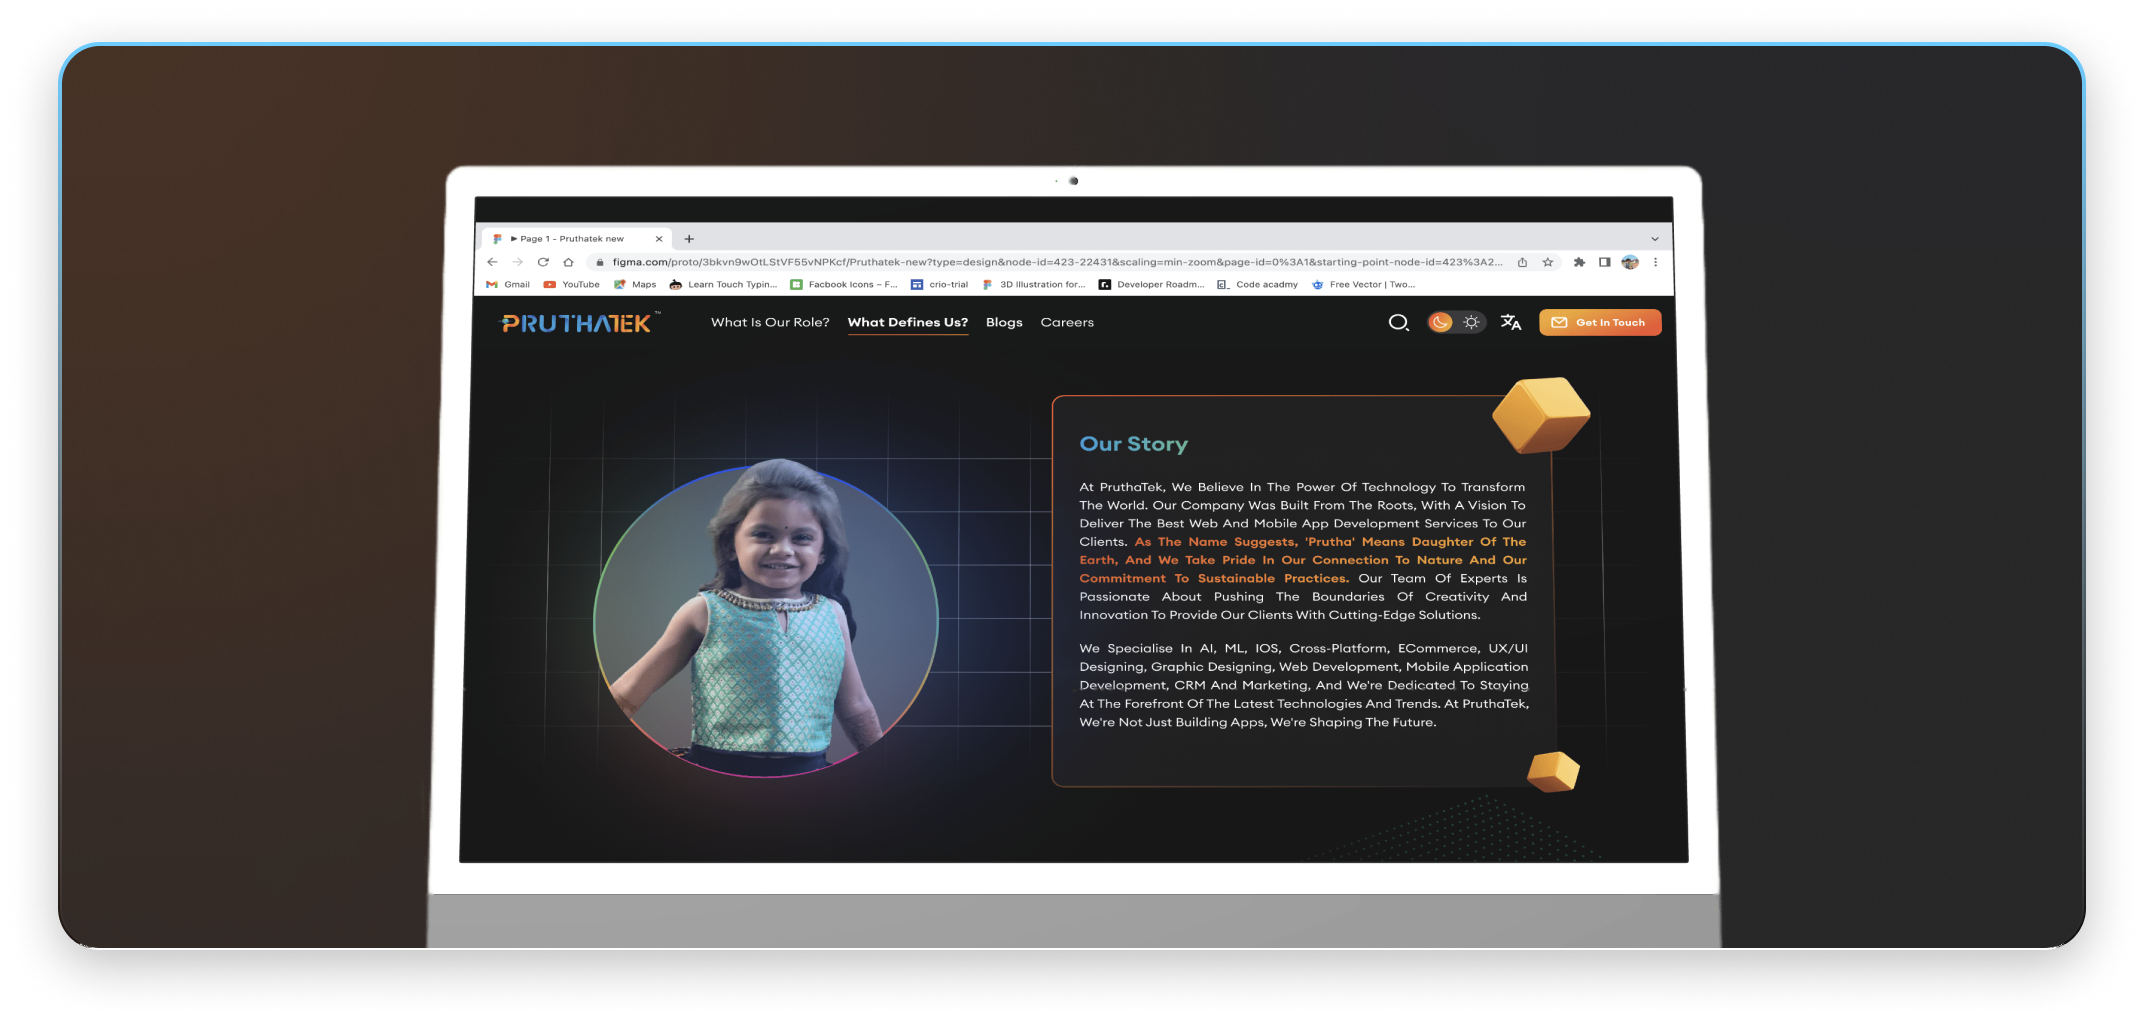 Page 1 - Pruthatek new
figma.com/proto/3bkvn9wOtLStVF55vNPKcf/Pruthatek-new?type=design&node-id=423-22431&scaling=min-zoom&page-id=0%3A1&starting-point-node-id=423%3A2...
Gmail YouTube Maps Learn Touch Typin... Facbook Icons – F... crio-trial 3D Illustration for... Developer Roadm... Code acadmy Free Vector | Two...
PRUTHATEK™ What Is Our Role? What Defines Us? Blogs Careers Get In Touch
Our Story
At PruthaTek, We Believe In The Power Of Technology To Transform
The World. Our Company Was Built From The Roots, With A Vision To
Deliver The Best Web And Mobile App Development Services To Our
Clients. As The Name Suggests, 'Prutha' Means Daughter Of The
Earth, And We Take Pride In Our Connection To Nature And Our
Commitment To Sustainable Practices. Our Team Of Experts Is
Passionate About Pushing The Boundaries Of Creativity And
Innovation To Provide Our Clients With Cutting-Edge Solutions.
We Specialise In AI, ML, IOS, Cross-Platform, ECommerce, UX/UI
Designing, Graphic Designing, Web Development, Mobile Application
Development, CRM And Marketing, And We're Dedicated To Staying
At The Forefront Of The Latest Technologies And Trends. At PruthaTek,
We're Not Just Building Apps, We're Shaping The Future.